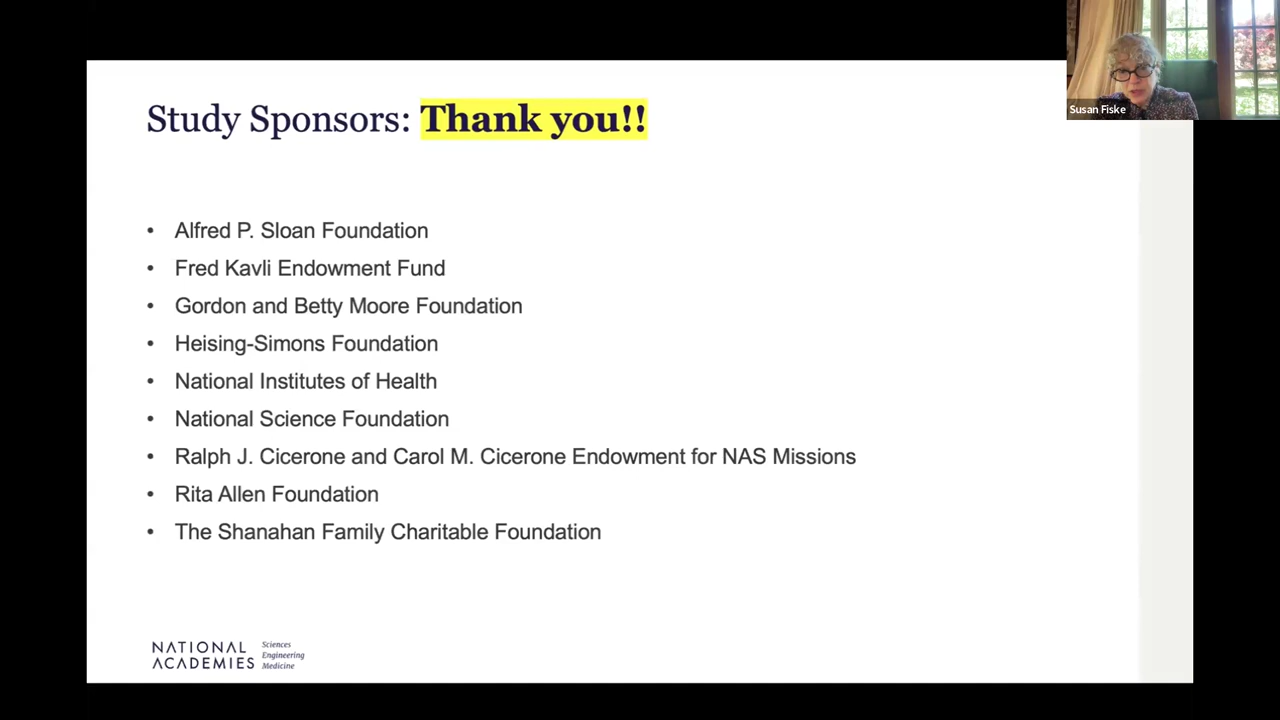 Susan Fiske
Study Sponsors: Thank you!!
• Alfred P. Sloan Foundation
• Fred Kavli Endowment Fund
• Gordon and Betty Moore Foundation
• Heising-Simons Foundation
• National Institutes of Health
• National Science Foundation
• Ralph J. Cicerone and Carol M. Cicerone Endowment for NAS Missions
• Rita Allen Foundation
• The Shanahan Family Charitable Foundation
NATIONAL ACADEMIES
Sciences
Engineering
Medicine